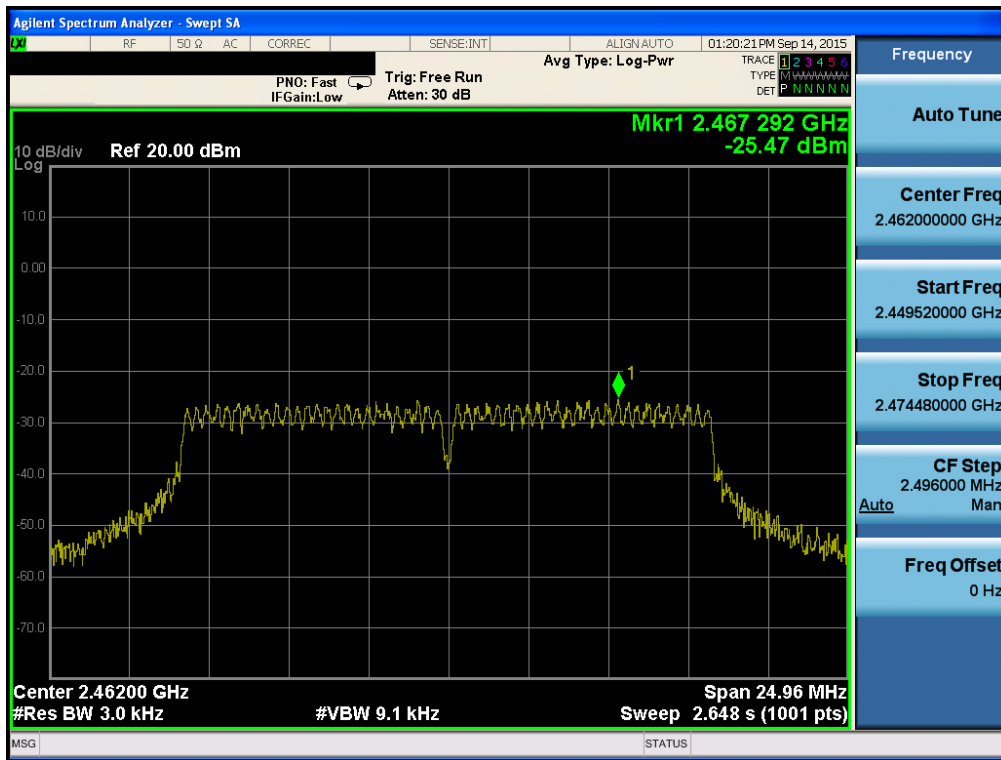 Agilent Spectrum Analyzer - Swept SA
LXI RF 50 Ω AC CORREC SENSE:INT ALIGN AUTO 01:20:21 PM Sep 14, 2015
PNO: Fast
IFGain:Low
Trig: Free Run
Atten: 30 dB
Avg Type: Log-Pwr
TRACE 1 2 3 4 5 6
TYPE M
DET P N N N N N
Mkr1 2.467 292 GHz
-25.47 dBm
10 dB/div Ref 20.00 dBm
Log
10.0
0.00
-10.0
-20.0
-30.0
-40.0
-50.0
-60.0
-70.0
1
Center 2.46200 GHz Span 24.96 MHz
#Res BW 3.0 kHz #VBW 9.1 kHz Sweep 2.648 s (1001 pts)
MSG STATUS
Frequency
Auto Tune
Center Freq
2.462000000 GHz
Start Freq
2.449520000 GHz
Stop Freq
2.474480000 GHz
CF Step
2.496000 MHz
Auto Man
Freq Offset
0 Hz